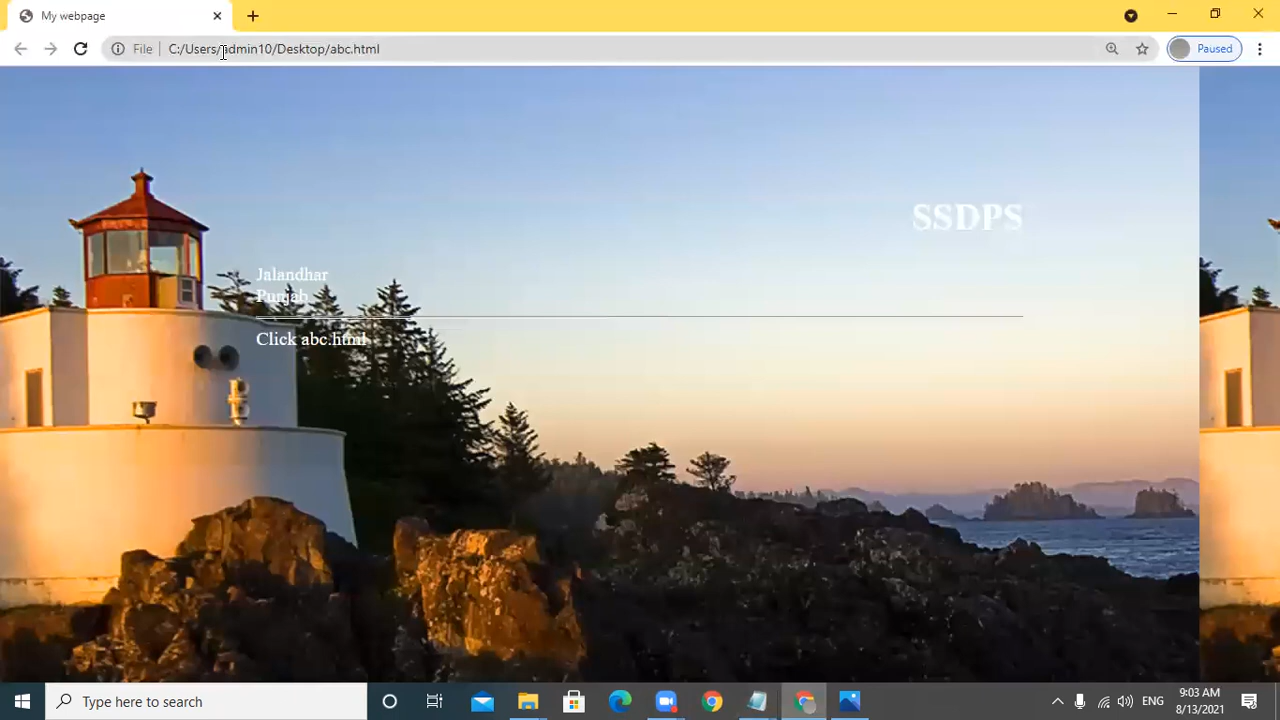 My webpage
File
C:/Users/admin10/Desktop/abc.html
Paused
SSDPS
Jalandhar
Punjab
Click abc.html
Type here to search
ENG
9:03 AM
8/13/2021